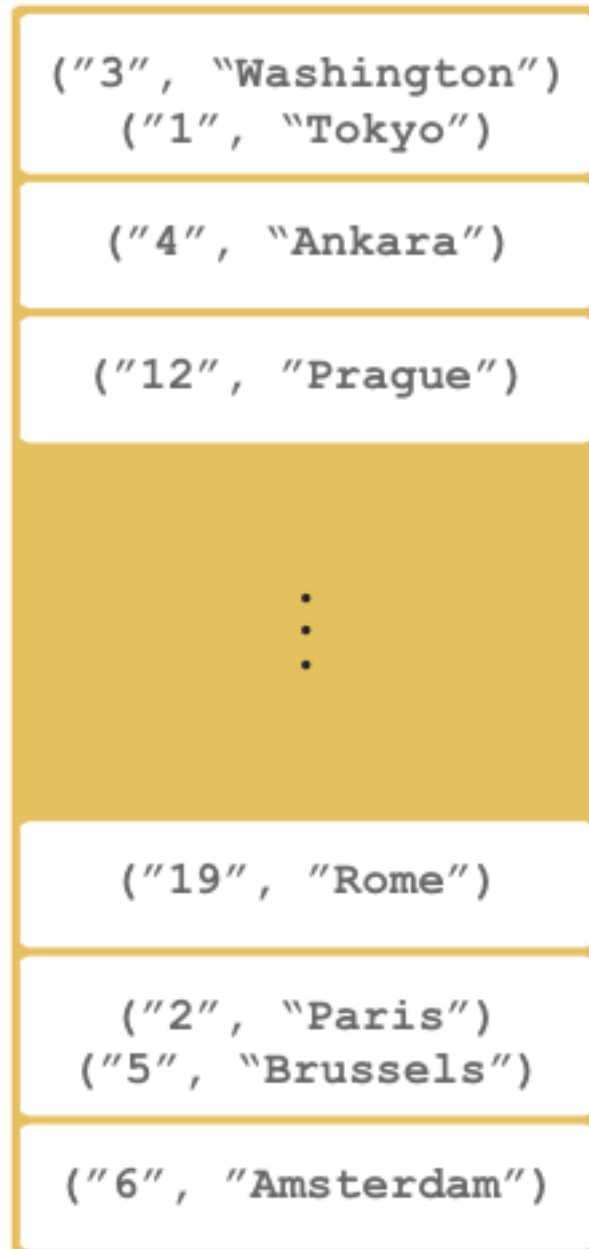 ("3", “Washington”)
("1", “Tokyo”)
("4", “Ankara”)
("12", ”Prague”)
("19", ”Rome”)
("2", “Paris”)
("5", “Brussels”)
("6", ”Amsterdam”)